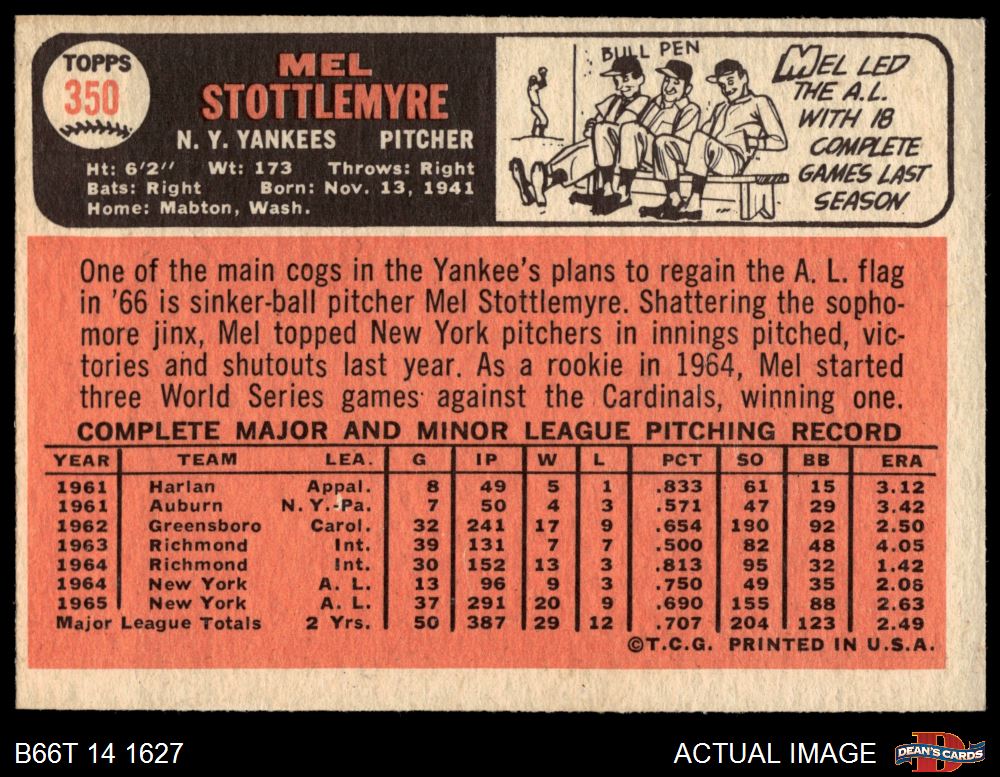 TOPPS
350
MEL
STOTTLEMYRE
N. Y. YANKEES PITCHER
Ht: 6'2" Wt: 173 Throws: Right
Bats: Right Born: Nov. 13, 1941
Home: Mabton, Wash.
BULL PEN
MEL LED
THE A.L.
WITH 18
COMPLETE
GAMES LAST
SEASON
One of the main cogs in the Yankee's plans to regain the A. L. flag
in '66 is sinker-ball pitcher Mel Stottlemyre. Shattering the sopho-
more jinx, Mel topped New York pitchers in innings pitched, vic-
tories and shutouts last year. As a rookie in 1964, Mel started
three World Series games against the Cardinals, winning one.
COMPLETE MAJOR AND MINOR LEAGUE PITCHING RECORD
YEAR TEAM LEA. G IP W L PCT SO BB ERA
1961 Harlan Appal. 8 49 5 1 .833 61 15 3.12
1961 Auburn N. Y.-Pa. 7 50 4 3 .571 47 29 3.42
1962 Greensboro Carol. 32 241 17 9 .654 190 92 2.50
1963 Richmond Int. 39 131 7 7 .500 82 48 4.05
1964 Richmond Int. 30 152 13 3 .813 95 32 1.42
1964 New York A. L. 13 96 9 3 .750 49 35 2.06
1965 New York A. L. 37 291 20 9 .690 155 88 2.63
Major League Totals 2 Yrs. 50 387 29 12 .707 204 123 2.49
©T.C.G. PRINTED IN U.S.A.
B66T 14 1627
ACTUAL IMAGE
DEAN'S CARDS